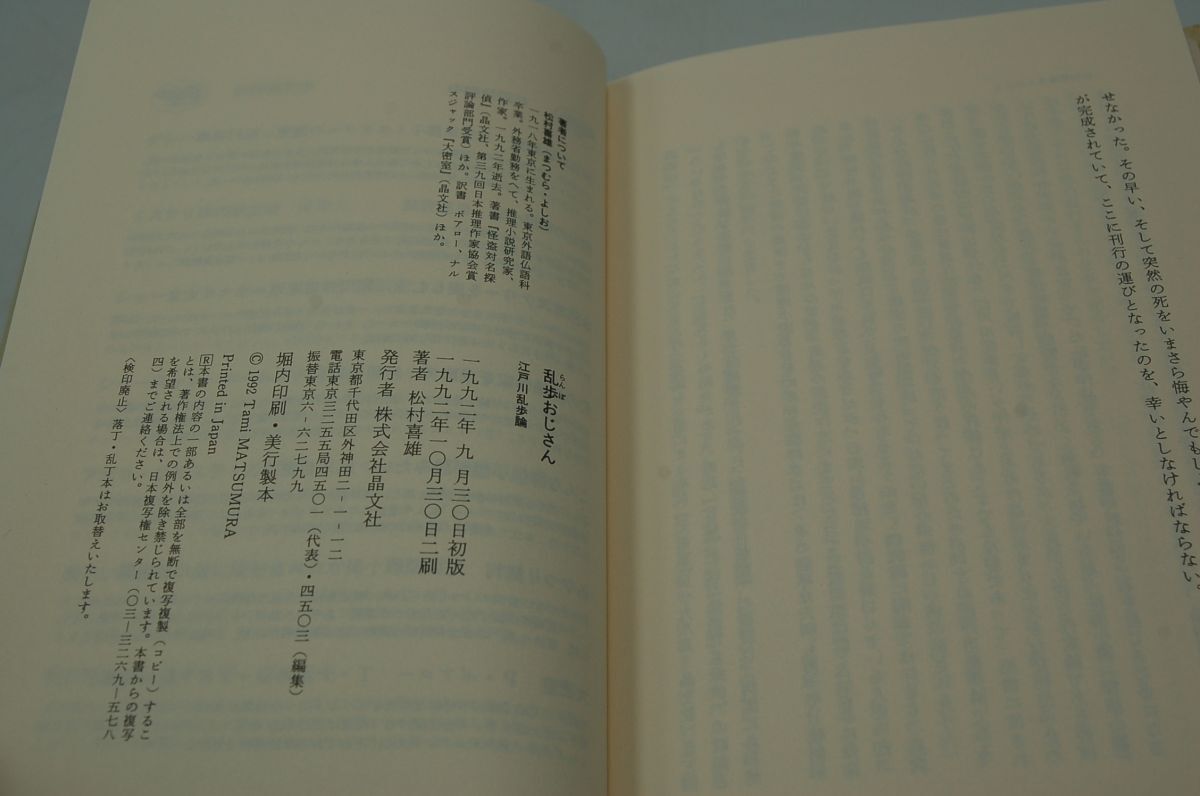 せなかった。その早い、そして突然の死をいまさら悔やんでも
が完成されていて、ここに刊行の運びとなったのを、幸いとしなければならない。
著者について
松村喜雄（まつむら・よしお）
一九一八年東京に生まれる。東京外語仏語科
卒業。外務省勤務をへて、推理小説研究家、
作家。一九九二年逝去。著書『怪盗対名探
偵』（晶文社、第三九回日本推理作家協会賞
評論部門受賞）ほか。訳書　ボアロー、ナル
スジャック『大密室』（晶文社）ほか。
らんぽ
乱歩おじさん
江戸川乱歩論
一九九二年　九　月三〇日初版
一九九二年一〇月三〇日二刷
著者　松村喜雄
発行者　株式会社晶文社
東京都千代田区外神田二-一-一二
電話東京三二五五局四五〇一（代表）・四五〇三（編集）
振替東京六-六二七九九
堀内印刷・美行製本
© 1992 Tami MATSUMURA
Printed in Japan
Ⓡ本書の内容の一部あるいは全部を無断で複写複製（コピー）するこ
とは、著作権法上での例外を除き禁じられています。本書からの複写
を希望される場合は、日本複写権センター（〇三-三二六九-五七八
四）までご連絡ください。
〈検印廃止〉落丁・乱丁本はお取替えいたします。